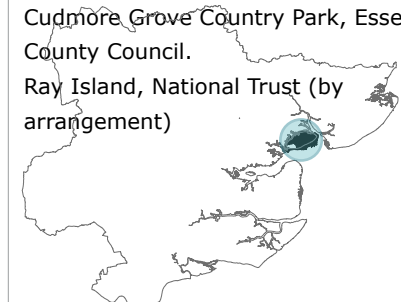 Cudmore Grove Country Park, Esse
County Council.
Ray Island, National Trust (by
arrangement)